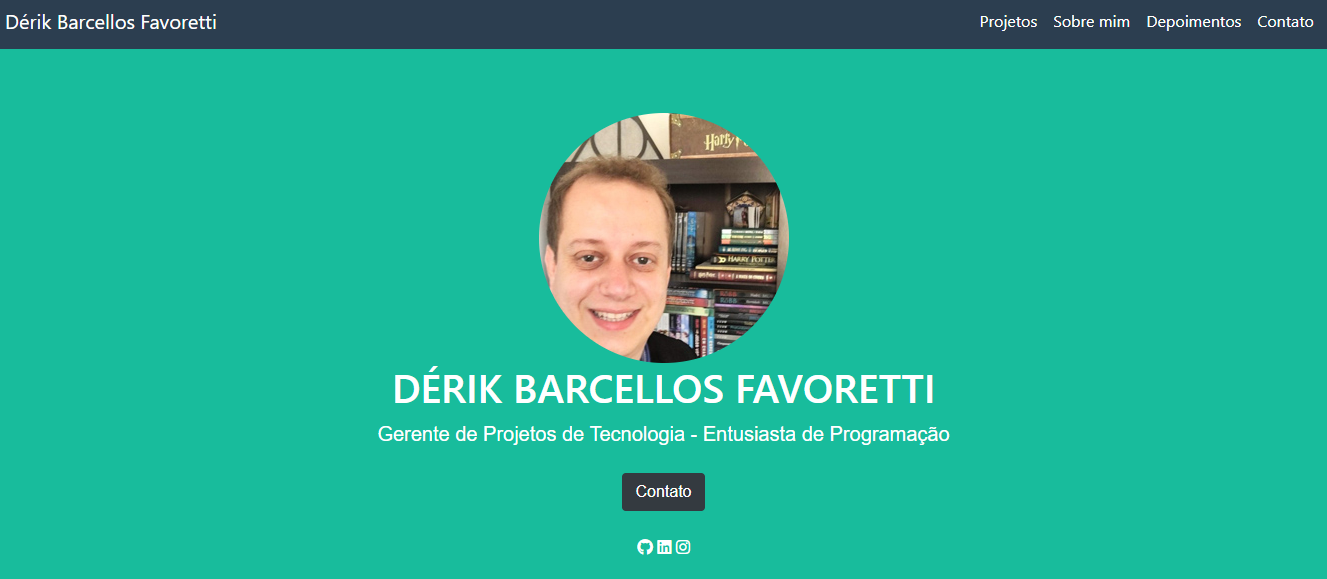 Dérik Barcellos Favoretti
Projetos Sobre mim Depoimentos Contato
Harry
HARRY POTTER
DÉRIK BARCELLOS FAVORETTI
Gerente de Projetos de Tecnologia - Entusiasta de Programação
Contato